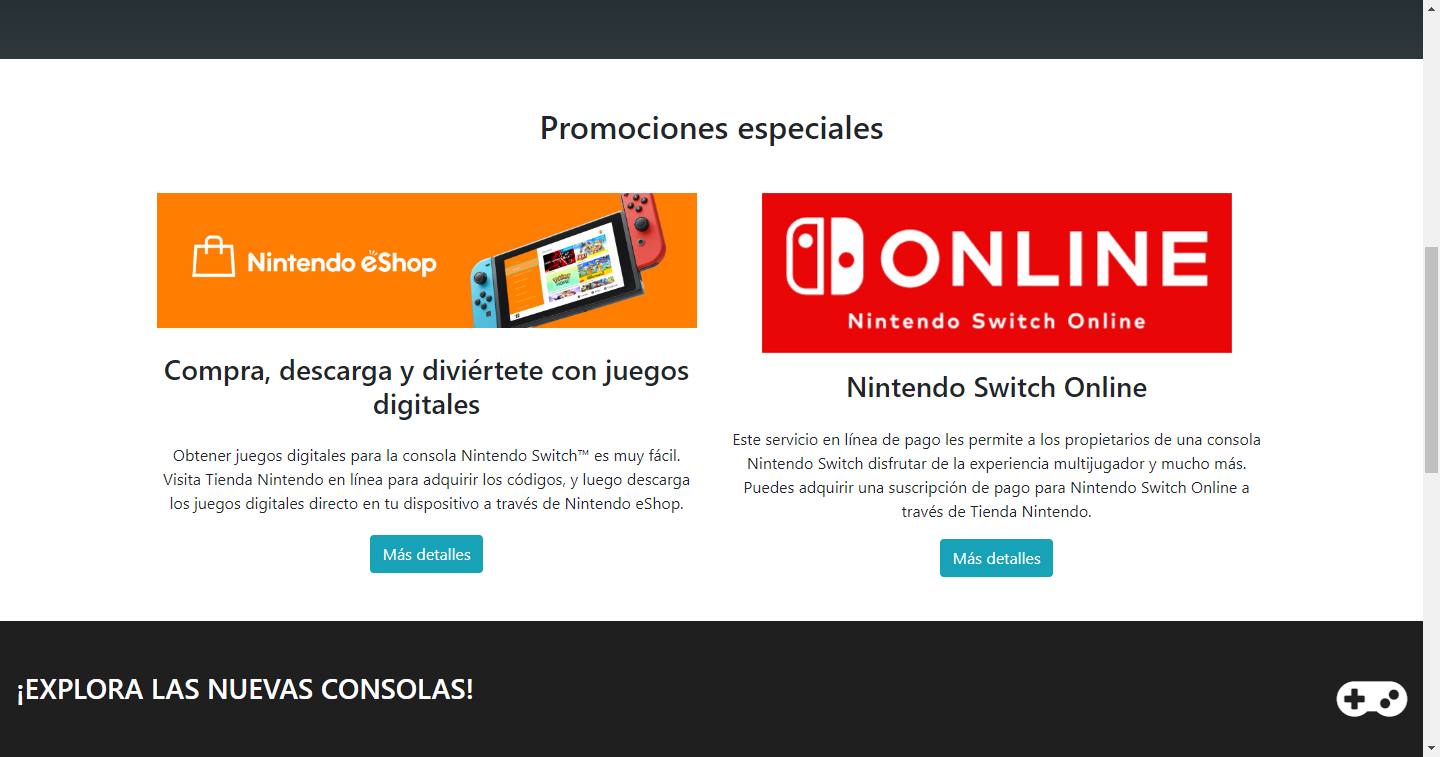 Promociones especiales
Nintendo eShop
Compra, descarga y diviértete con juegos
digitales
Obtener juegos digitales para la consola Nintendo Switch™ es muy fácil.
Visita Tienda Nintendo en línea para adquirir los códigos, y luego descarga
los juegos digitales directo en tu dispositivo a través de Nintendo eShop.
Más detalles
ONLINE
Nintendo Switch Online
Nintendo Switch Online
Este servicio en línea de pago les permite a los propietarios de una consola
Nintendo Switch disfrutar de la experiencia multijugador y mucho más.
Puedes adquirir una suscripción de pago para Nintendo Switch Online a
través de Tienda Nintendo.
Más detalles
¡EXPLORA LAS NUEVAS CONSOLAS!